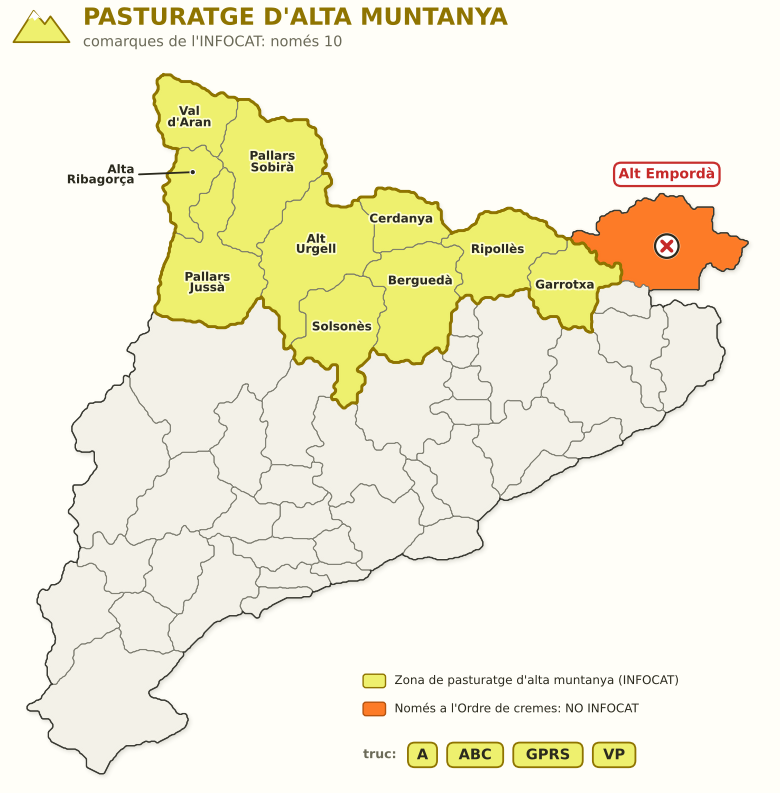 PASTURATGE D'ALTA MUNTANYA
comarques de l'INFOCAT: només 10
Val
d'Aran
Pallars
Sobirà
Alta
Ribagorça
Alt Empordà
Cerdanya
Alt
Urgell
Ripollès
Pallars
Jussà
Berguedà
Garrotxa
Solsonès
Zona de pasturatge d'alta muntanya (INFOCAT)
Només a l'Ordre de cremes: NO INFOCAT
truc: A ABC GPRS VP